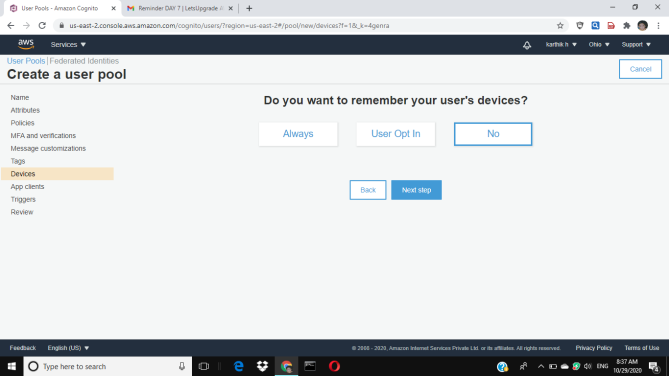 User Pools - Amazon Cognito
Reminder DAY 7 | LetsUpgrade A
us-east-2.console.aws.amazon.com/cognito/users/?region=us-east-2#/pool/new/devices?f=1&_k=4genra
aws Services karthik h Ohio Support
User Pools | Federated Identities
Create a user pool
Cancel
Name
Attributes
Policies
MFA and verifications
Message customizations
Tags
Devices
App clients
Triggers
Review
Do you want to remember your user's devices?
Always User Opt In No
Back Next step
Feedback English (US) © 2008 - 2020, Amazon Internet Services Private Ltd. or its affiliates. All rights reserved. Privacy Policy Terms of Use
Type here to search
ENG
8:37 AM
10/29/2020